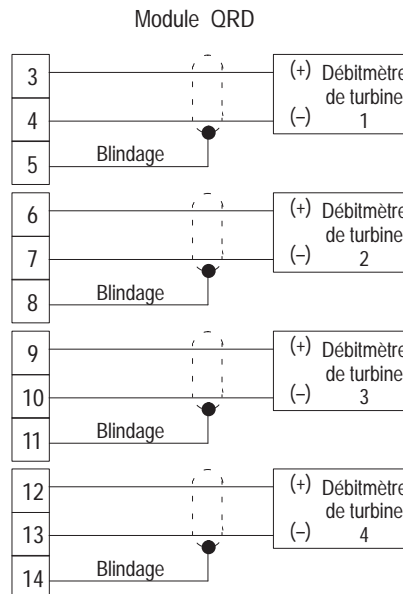 Module QRD
3
(+) Débitmètre
4
de turbine
(–) 1
5
Blindage
6
(+) Débitmètre
7
de turbine
(–) 2
8
Blindage
9
(+) Débitmètre
10
de turbine
(–) 3
11
Blindage
12
(+) Débitmètre
13
de turbine
(–) 4
14
Blindage